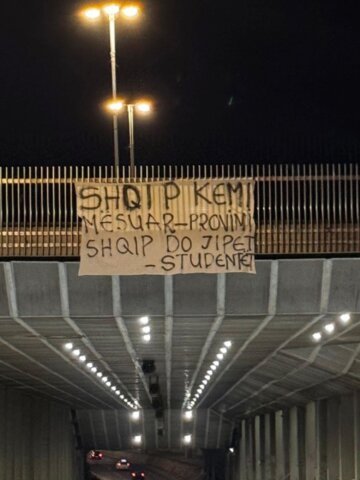 SHQIP KEMI
MËSUAR-PROVIMI
SHQIP DO JIPET
- STUDENTËT